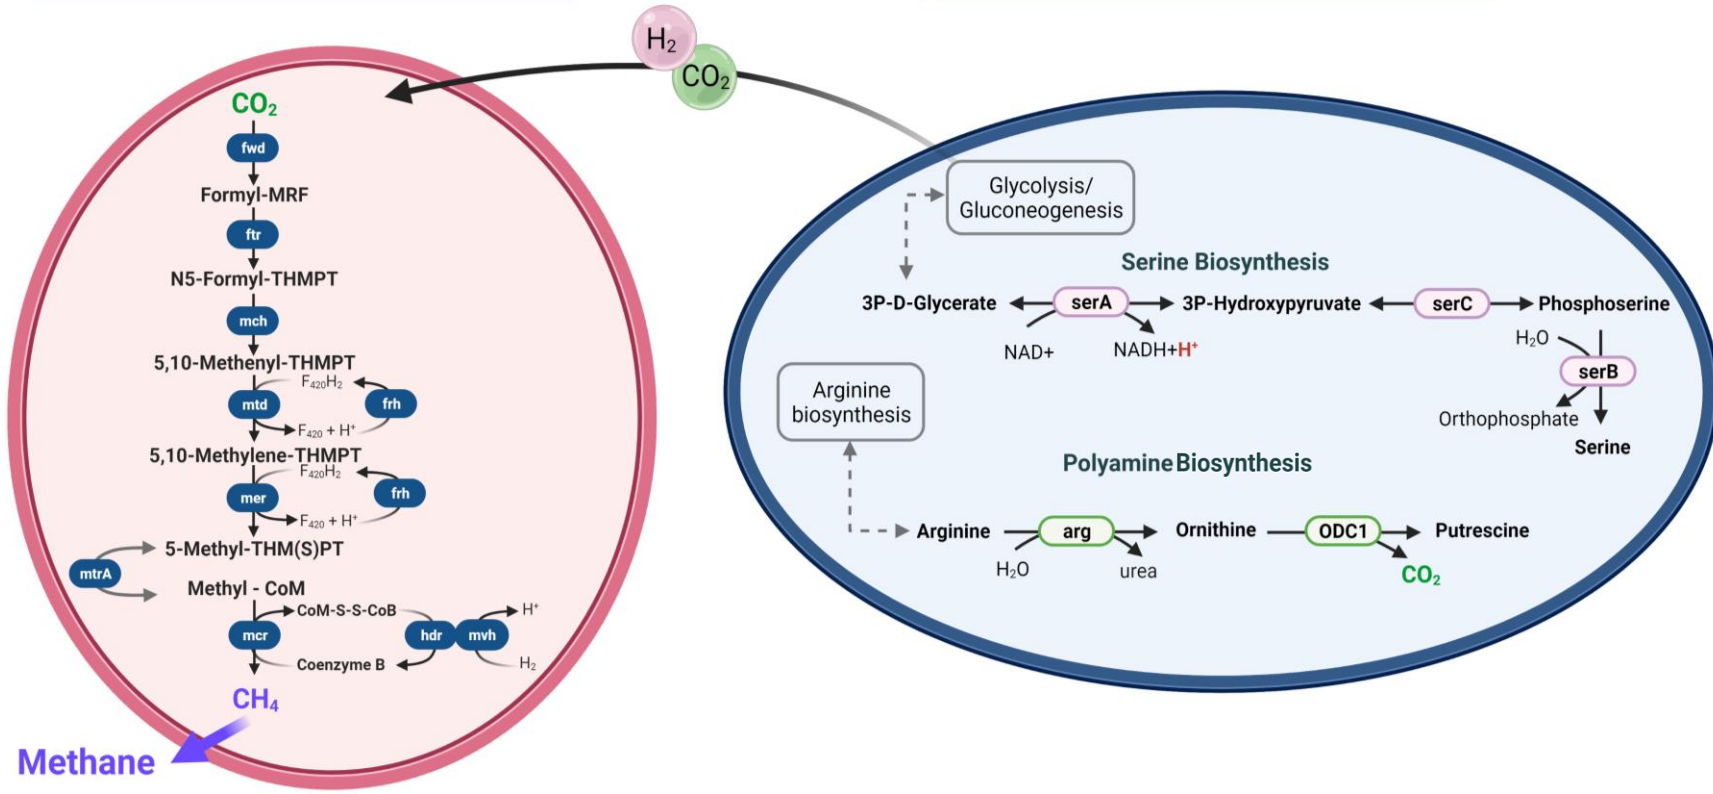 H₂
CO₂
CO₂
fwd
Formyl-MRF
ftr
N5-Formyl-THMPT
mch
5,10-Methenyl-THMPT
F₄₂₀H₂
mtd
frh
F₄₂₀ + H⁺
5,10-Methylene-THMPT
F₄₂₀H₂
mer
frh
F₄₂₀ + H⁺
5-Methyl-THM(S)PT
mtrA
Methyl - CoM
CoM-S-S-CoB
H⁺
mcr
hdr
mvh
Coenzyme B
H₂
CH₄
Methane
Glycolysis/
Gluconeogenesis
Serine Biosynthesis
3P-D-Glycerate
serA
3P-Hydroxypyruvate
serC
Phosphoserine
NAD+
NADH+H⁺
H₂O
serB
Orthophosphate
Serine
Arginine
biosynthesis
Polyamine Biosynthesis
Arginine
arg
Ornithine
ODC1
Putrescine
H₂O
urea
CO₂